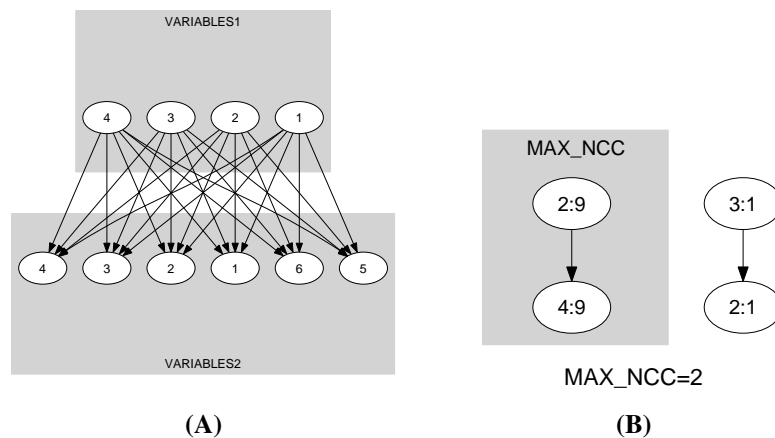 VARIABLES1
4 3 2 1
4 3 2 1 6 5
VARIABLES2
(A)
MAX_NCC
2:9 3:1
4:9 2:1
MAX_NCC=2
(B)